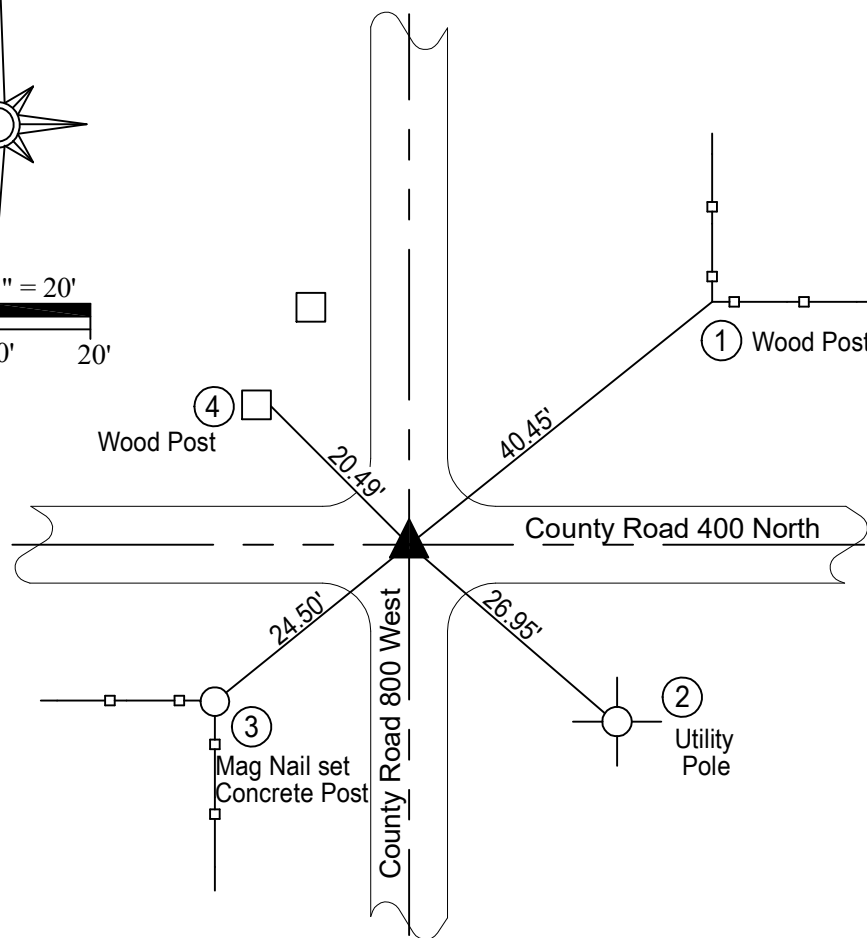 " = 20'
0'
20'
1
Wood Post
4
Wood Post
20.49'
40.45'
County Road 400 North
24.50'
26.95'
County Road 800 West
3
Mag Nail set
Concrete Post
2
Utility
Pole